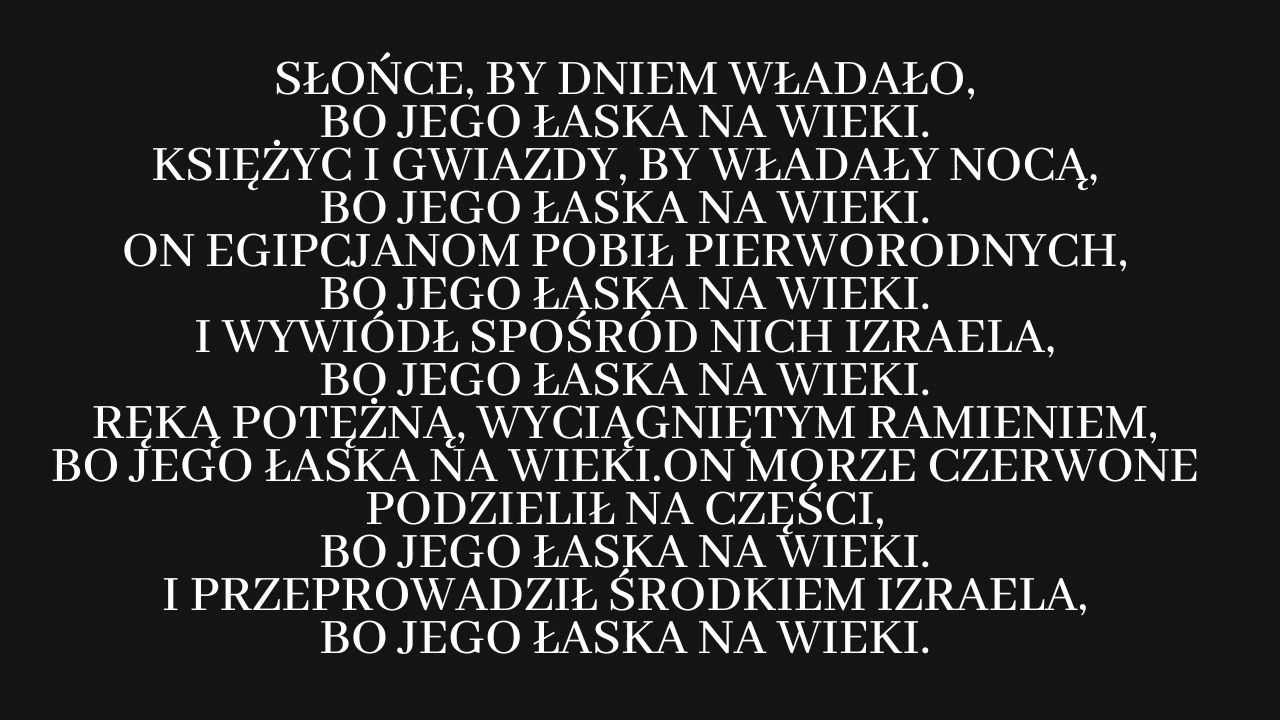 SŁOŃCE, BY DNIEM WŁADAŁO,
BO JEGO ŁASKA NA WIEKI.
KSIĘŻYC I GWIAZDY, BY WŁADAŁY NOCĄ,
BO JEGO ŁASKA NA WIEKI.
ON EGIPCJANOM POBIŁ PIERWORODNYCH,
BO JEGO ŁASKA NA WIEKI.
I WYWIÓDŁ SPOŚRÓD NICH IZRAELA,
BO JEGO ŁASKA NA WIEKI.
RĘKĄ POTĘŻNĄ, WYCIĄGNIĘTYM RAMIENIEM,
BO JEGO ŁASKA NA WIEKI.ON MORZE CZERWONE
PODZIELIŁ NA CZĘŚCI,
BO JEGO ŁASKA NA WIEKI.
I PRZEPROWADZIŁ ŚRODKIEM IZRAELA,
BO JEGO ŁASKA NA WIEKI.